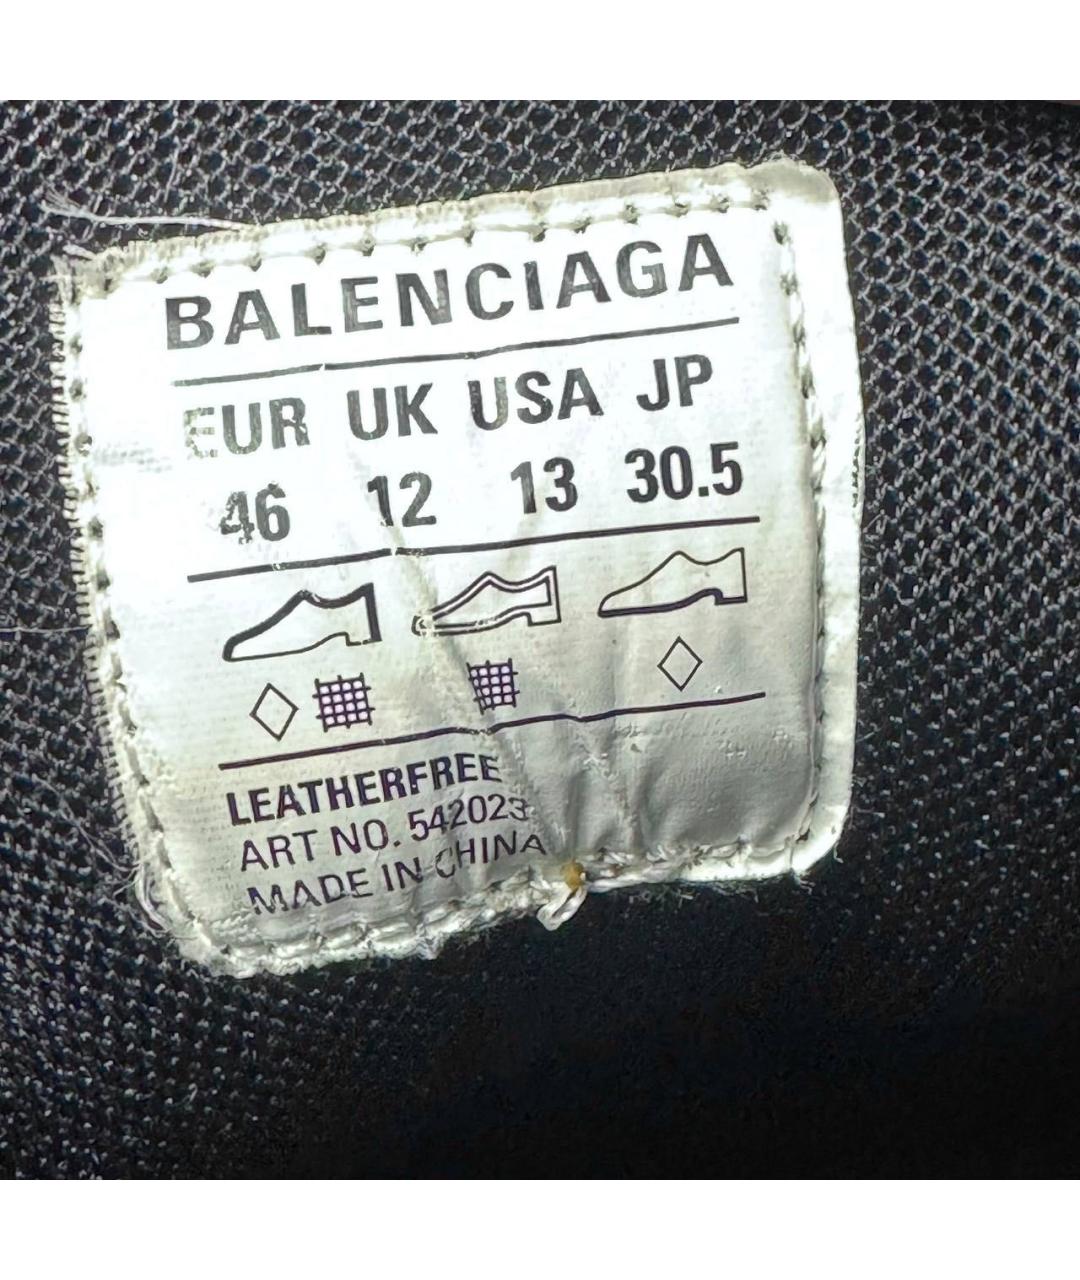 BALENCIAGA
EUR UK USA JP
46 12 13 30.5
LEATHERFREE
ART NO. 542023
MADE IN CHINA